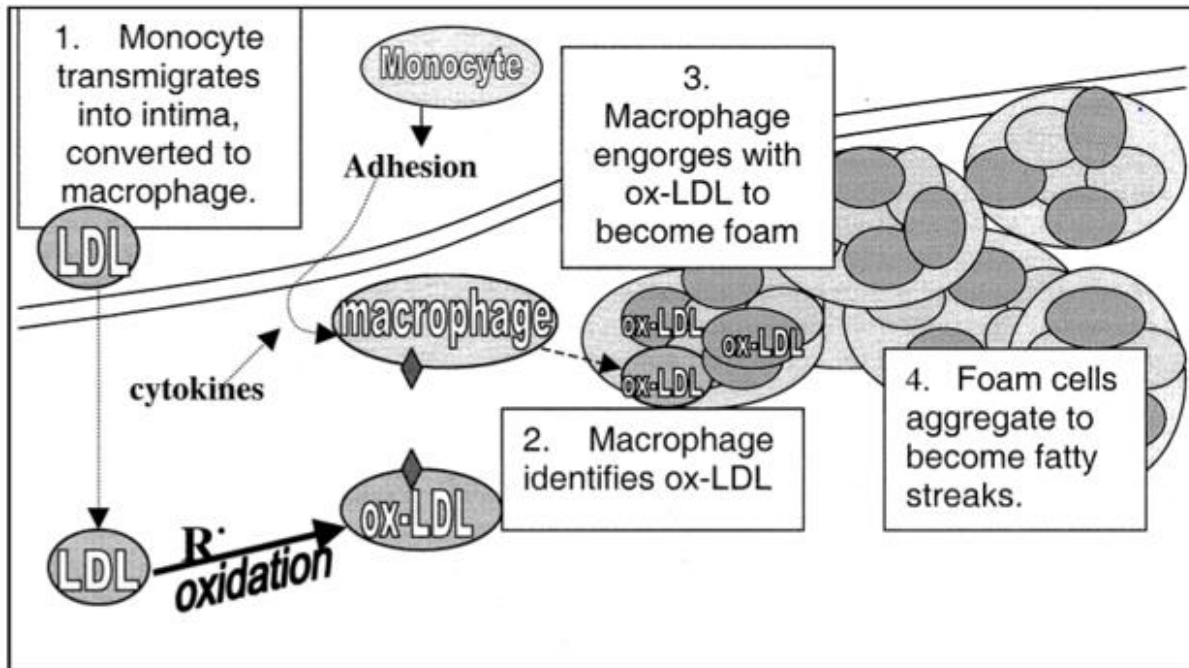 1. Monocyte
transmigrates
into intima,
converted to
macrophage.
LDL
Monocyte
Adhesion
3.
Macrophage
engorges with
ox-LDL to
become foam
macrophage
cytokines
ox-LDL
ox-LDL
ox-LDL
2. Macrophage
identifies ox-LDL
4. Foam cells
aggregate to
become fatty
streaks.
ox-LDL
LDL
R·
oxidation